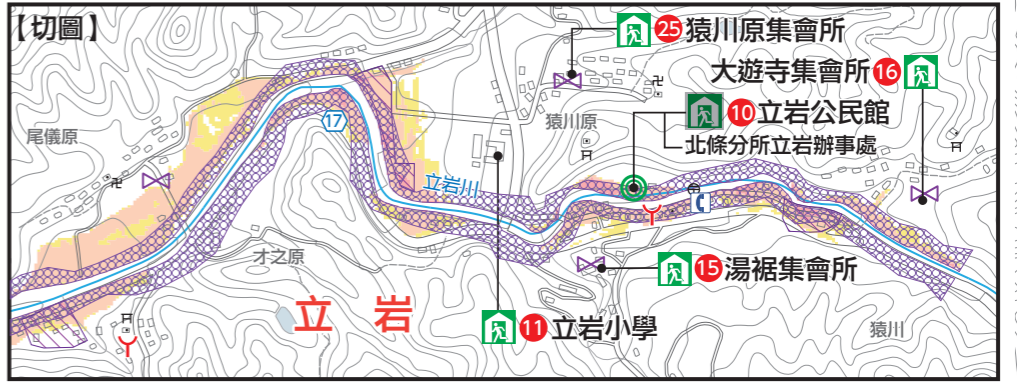 【切圖】
25 猿川原集會所
大遊寺集會所 16
10 立岩公民館
北條分所立岩辦事處
17
尾儀原
猿川原
立岩川
才之原
15 湯裾集會所
立 岩
11 立岩小學
猿川